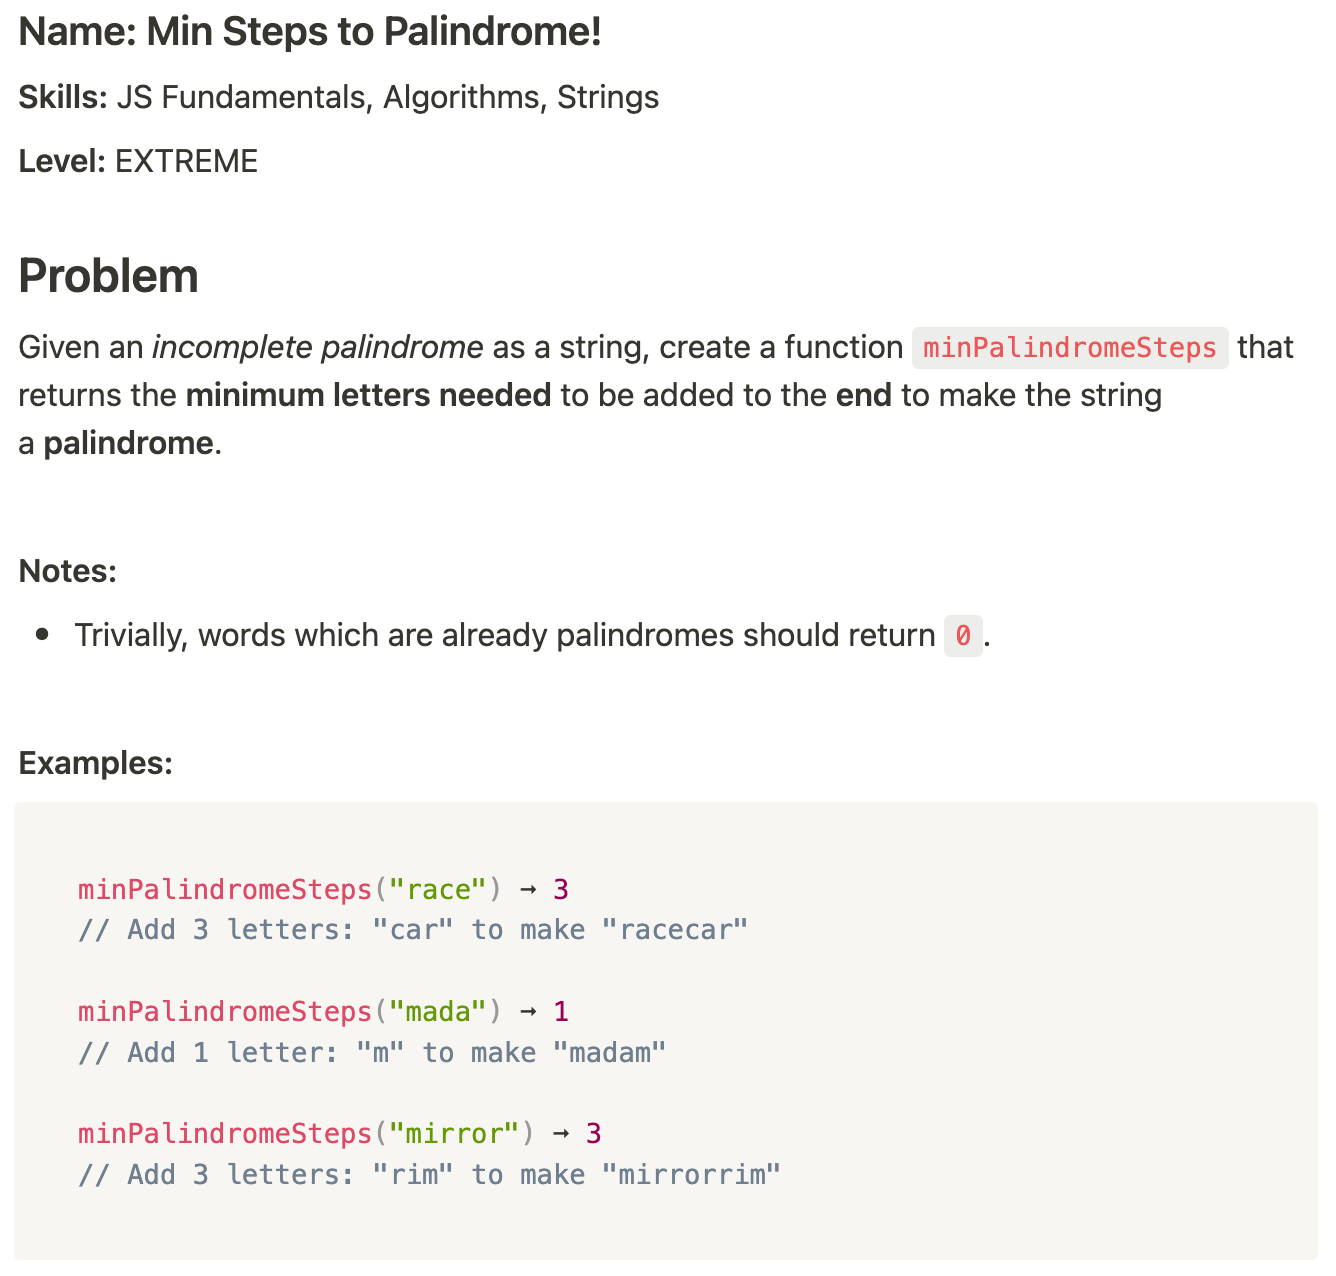 Name: Min Steps to Palindrome!
Skills: JS Fundamentals, Algorithms, Strings
Level: EXTREME
Problem
Given an incomplete palindrome as a string, create a function minPalindromeSteps that
returns the minimum letters needed to be added to the end to make the string
a palindrome.
Notes:
• Trivially, words which are already palindromes should return 0.
Examples:
minPalindromeSteps("race") → 3
// Add 3 letters: "car" to make "racecar"
minPalindromeSteps("mada") → 1
// Add 1 letter: "m" to make "madam"
minPalindromeSteps("mirror") → 3
// Add 3 letters: "rim" to make "mirrorrim"